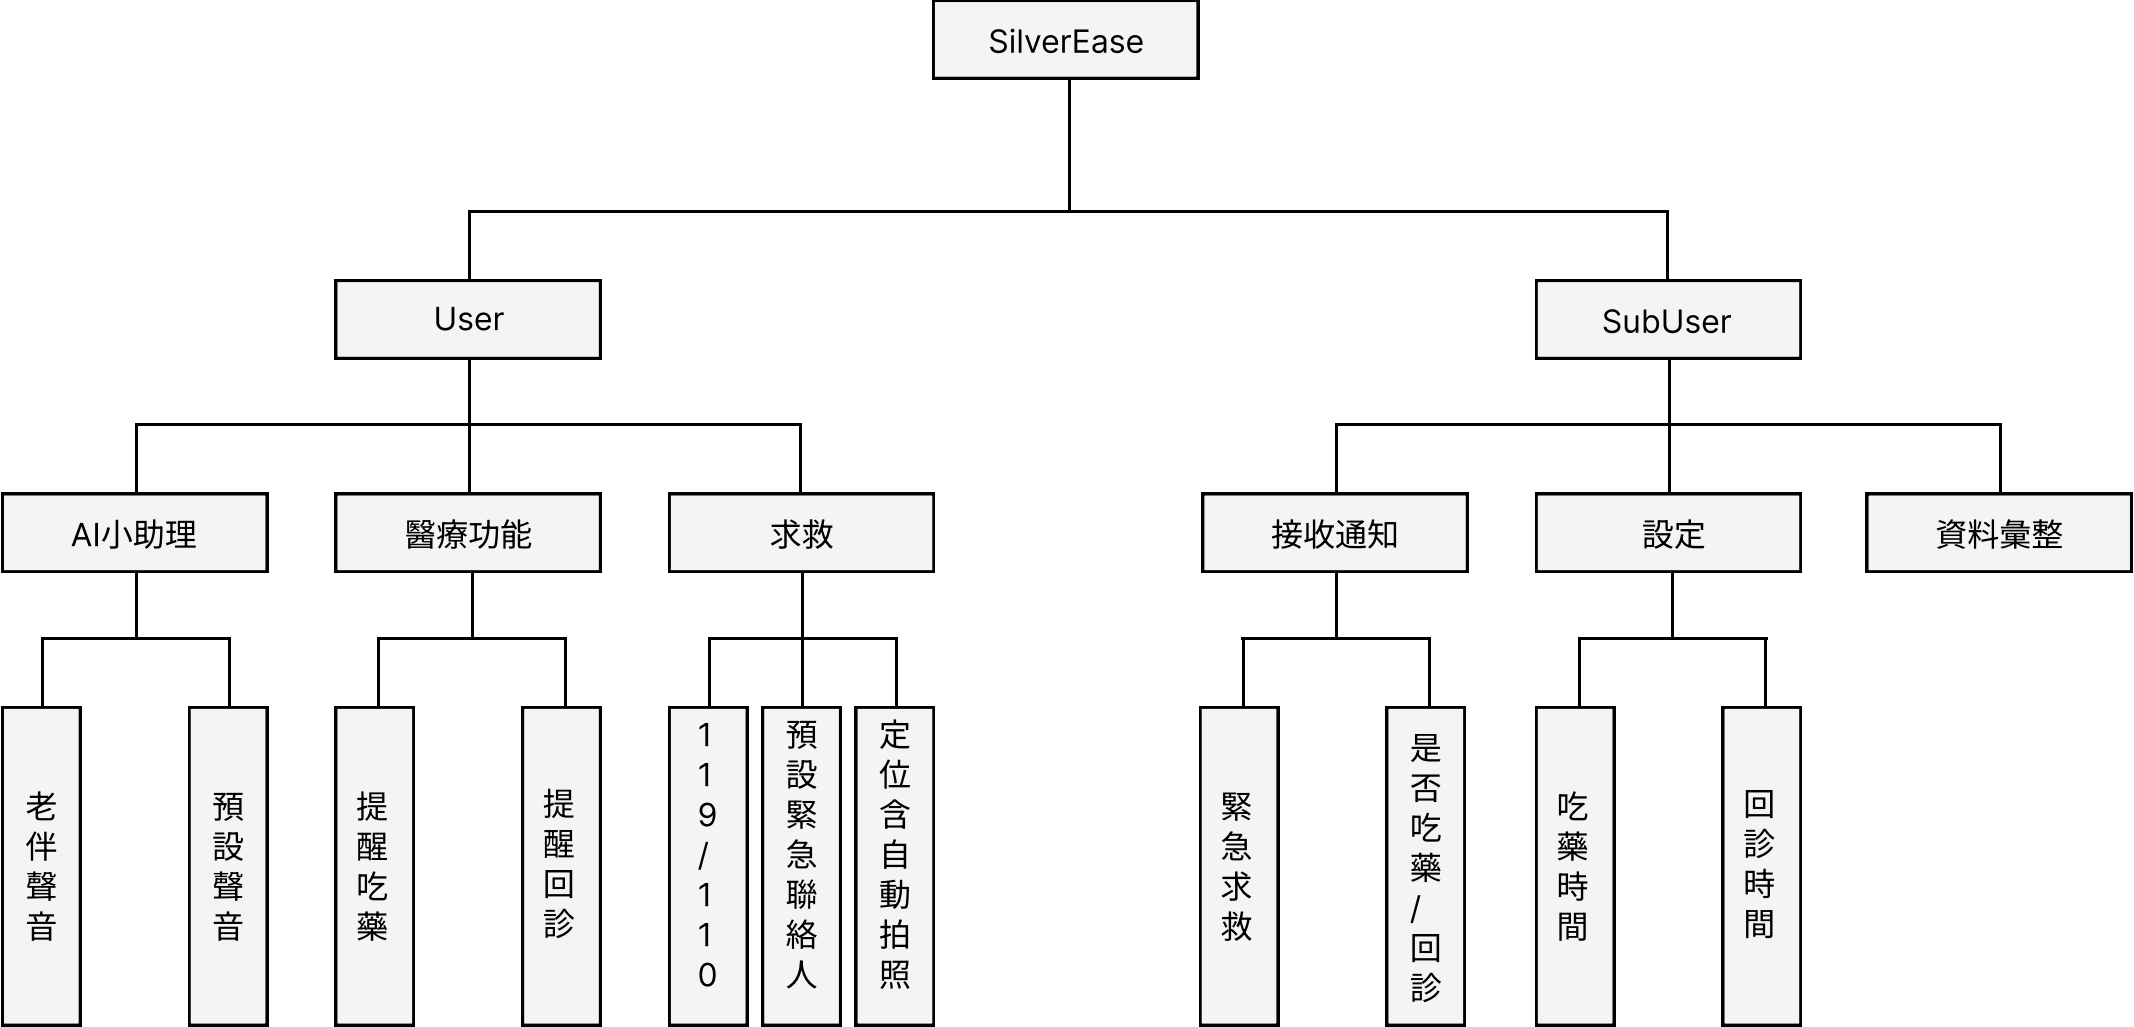 SilverEase
User
SubUser
AI小助理
醫療功能
求救
接收通知
設定
資料彙整
老伴聲音
預設聲音
提醒吃藥
提醒回診
119/110
預設緊急聯絡人
定位含自動拍照
緊急求救
是否吃藥/回診
吃藥時間
回診時間